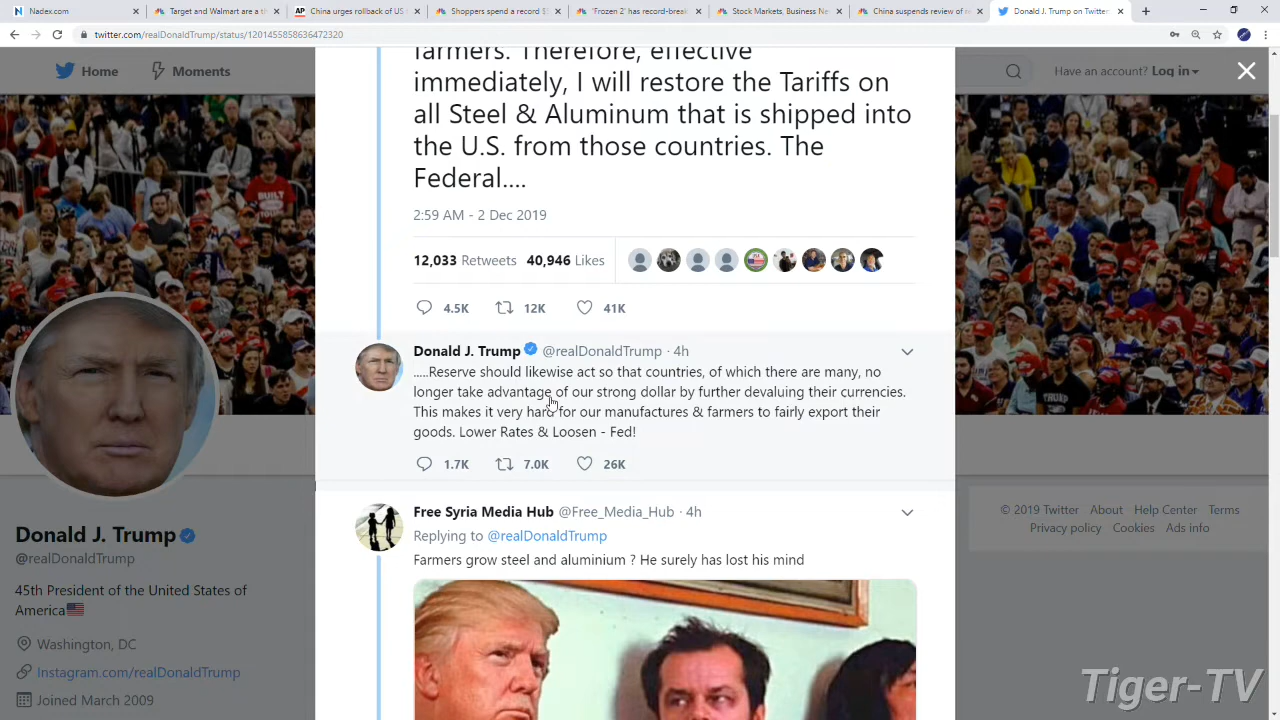 Nadex.com
Target and Walmart are a th
China urges rollback of US
Shoppers spend a record $
'Frozen 2' has record-break
Stock Markets, Business Ne
China suspends review of
Donald J. Trump on Twitter
twitter.com/realDonaldTrump/status/1201455858636472320
Home
Moments
Have an account? Log in
farmers. Therefore, effective
immediately, I will restore the Tariffs on
all Steel & Aluminum that is shipped into
the U.S. from those countries. The
Federal....
2:59 AM - 2 Dec 2019
12,033 Retweets 40,946 Likes
4.5K 12K 41K
Donald J. Trump @realDonaldTrump · 4h
.....Reserve should likewise act so that countries, of which there are many, no
longer take advantage of our strong dollar by further devaluing their currencies.
This makes it very hard for our manufactures & farmers to fairly export their
goods. Lower Rates & Loosen - Fed!
1.7K 7.0K 26K
Free Syria Media Hub @Free_Media_Hub · 4h
Replying to @realDonaldTrump
Farmers grow steel and aluminium ? He surely has lost his mind
Donald J. Trump
@realDonaldTrump
45th President of the United States of
America
Washington, DC
Instagram.com/realDonaldTrump
Joined March 2009
© 2019 Twitter About Help Center Terms
Privacy policy Cookies Ads info
Tiger-TV